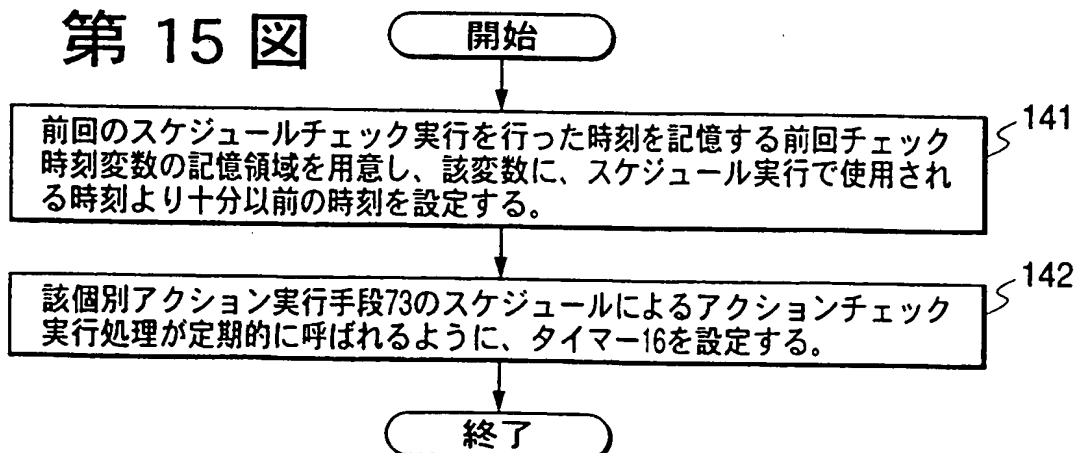 第 15 図
開始
141
前回のスケジュールチェック実行を行った時刻を記憶する前回チェック
時刻変数の記憶領域を用意し、該変数に、スケジュール実行で使用され
る時刻より十分以前の時刻を設定する。
142
該個別アクション実行手段73のスケジュールによるアクションチェック
実行処理が定期的に呼ばれるように、タイマー16を設定する。
終了